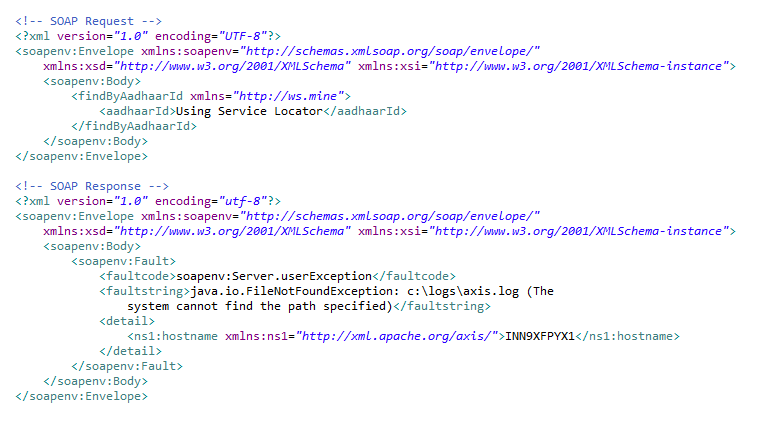 <!-- SOAP Request -->
<?xml version="1.0" encoding="UTF-8"?>
<soapenv:Envelope xmlns:soapenv="http://schemas.xmlsoap.org/soap/envelope/"
    xmlns:xsd="http://www.w3.org/2001/XMLSchema" xmlns:xsi="http://www.w3.org/2001/XMLSchema-instance">
    <soapenv:Body>
        <findByAadhaarId xmlns="http://ws.mine">
            <aadhaarId>Using Service Locator</aadhaarId>
        </findByAadhaarId>
    </soapenv:Body>
</soapenv:Envelope>

<!-- SOAP Response -->
<?xml version="1.0" encoding="utf-8"?>
<soapenv:Envelope xmlns:soapenv="http://schemas.xmlsoap.org/soap/envelope/"
    xmlns:xsd="http://www.w3.org/2001/XMLSchema" xmlns:xsi="http://www.w3.org/2001/XMLSchema-instance">
    <soapenv:Body>
        <soapenv:Fault>
            <faultcode>soapenv:Server.userException</faultcode>
            <faultstring>java.io.FileNotFoundException: c:\logs\axis.log (The
                system cannot find the path specified)</faultstring>
            <detail>
                <ns1:hostname xmlns:ns1="http://xml.apache.org/axis/">INN9XFPYX1</ns1:hostname>
            </detail>
        </soapenv:Fault>
    </soapenv:Body>
</soapenv:Envelope>